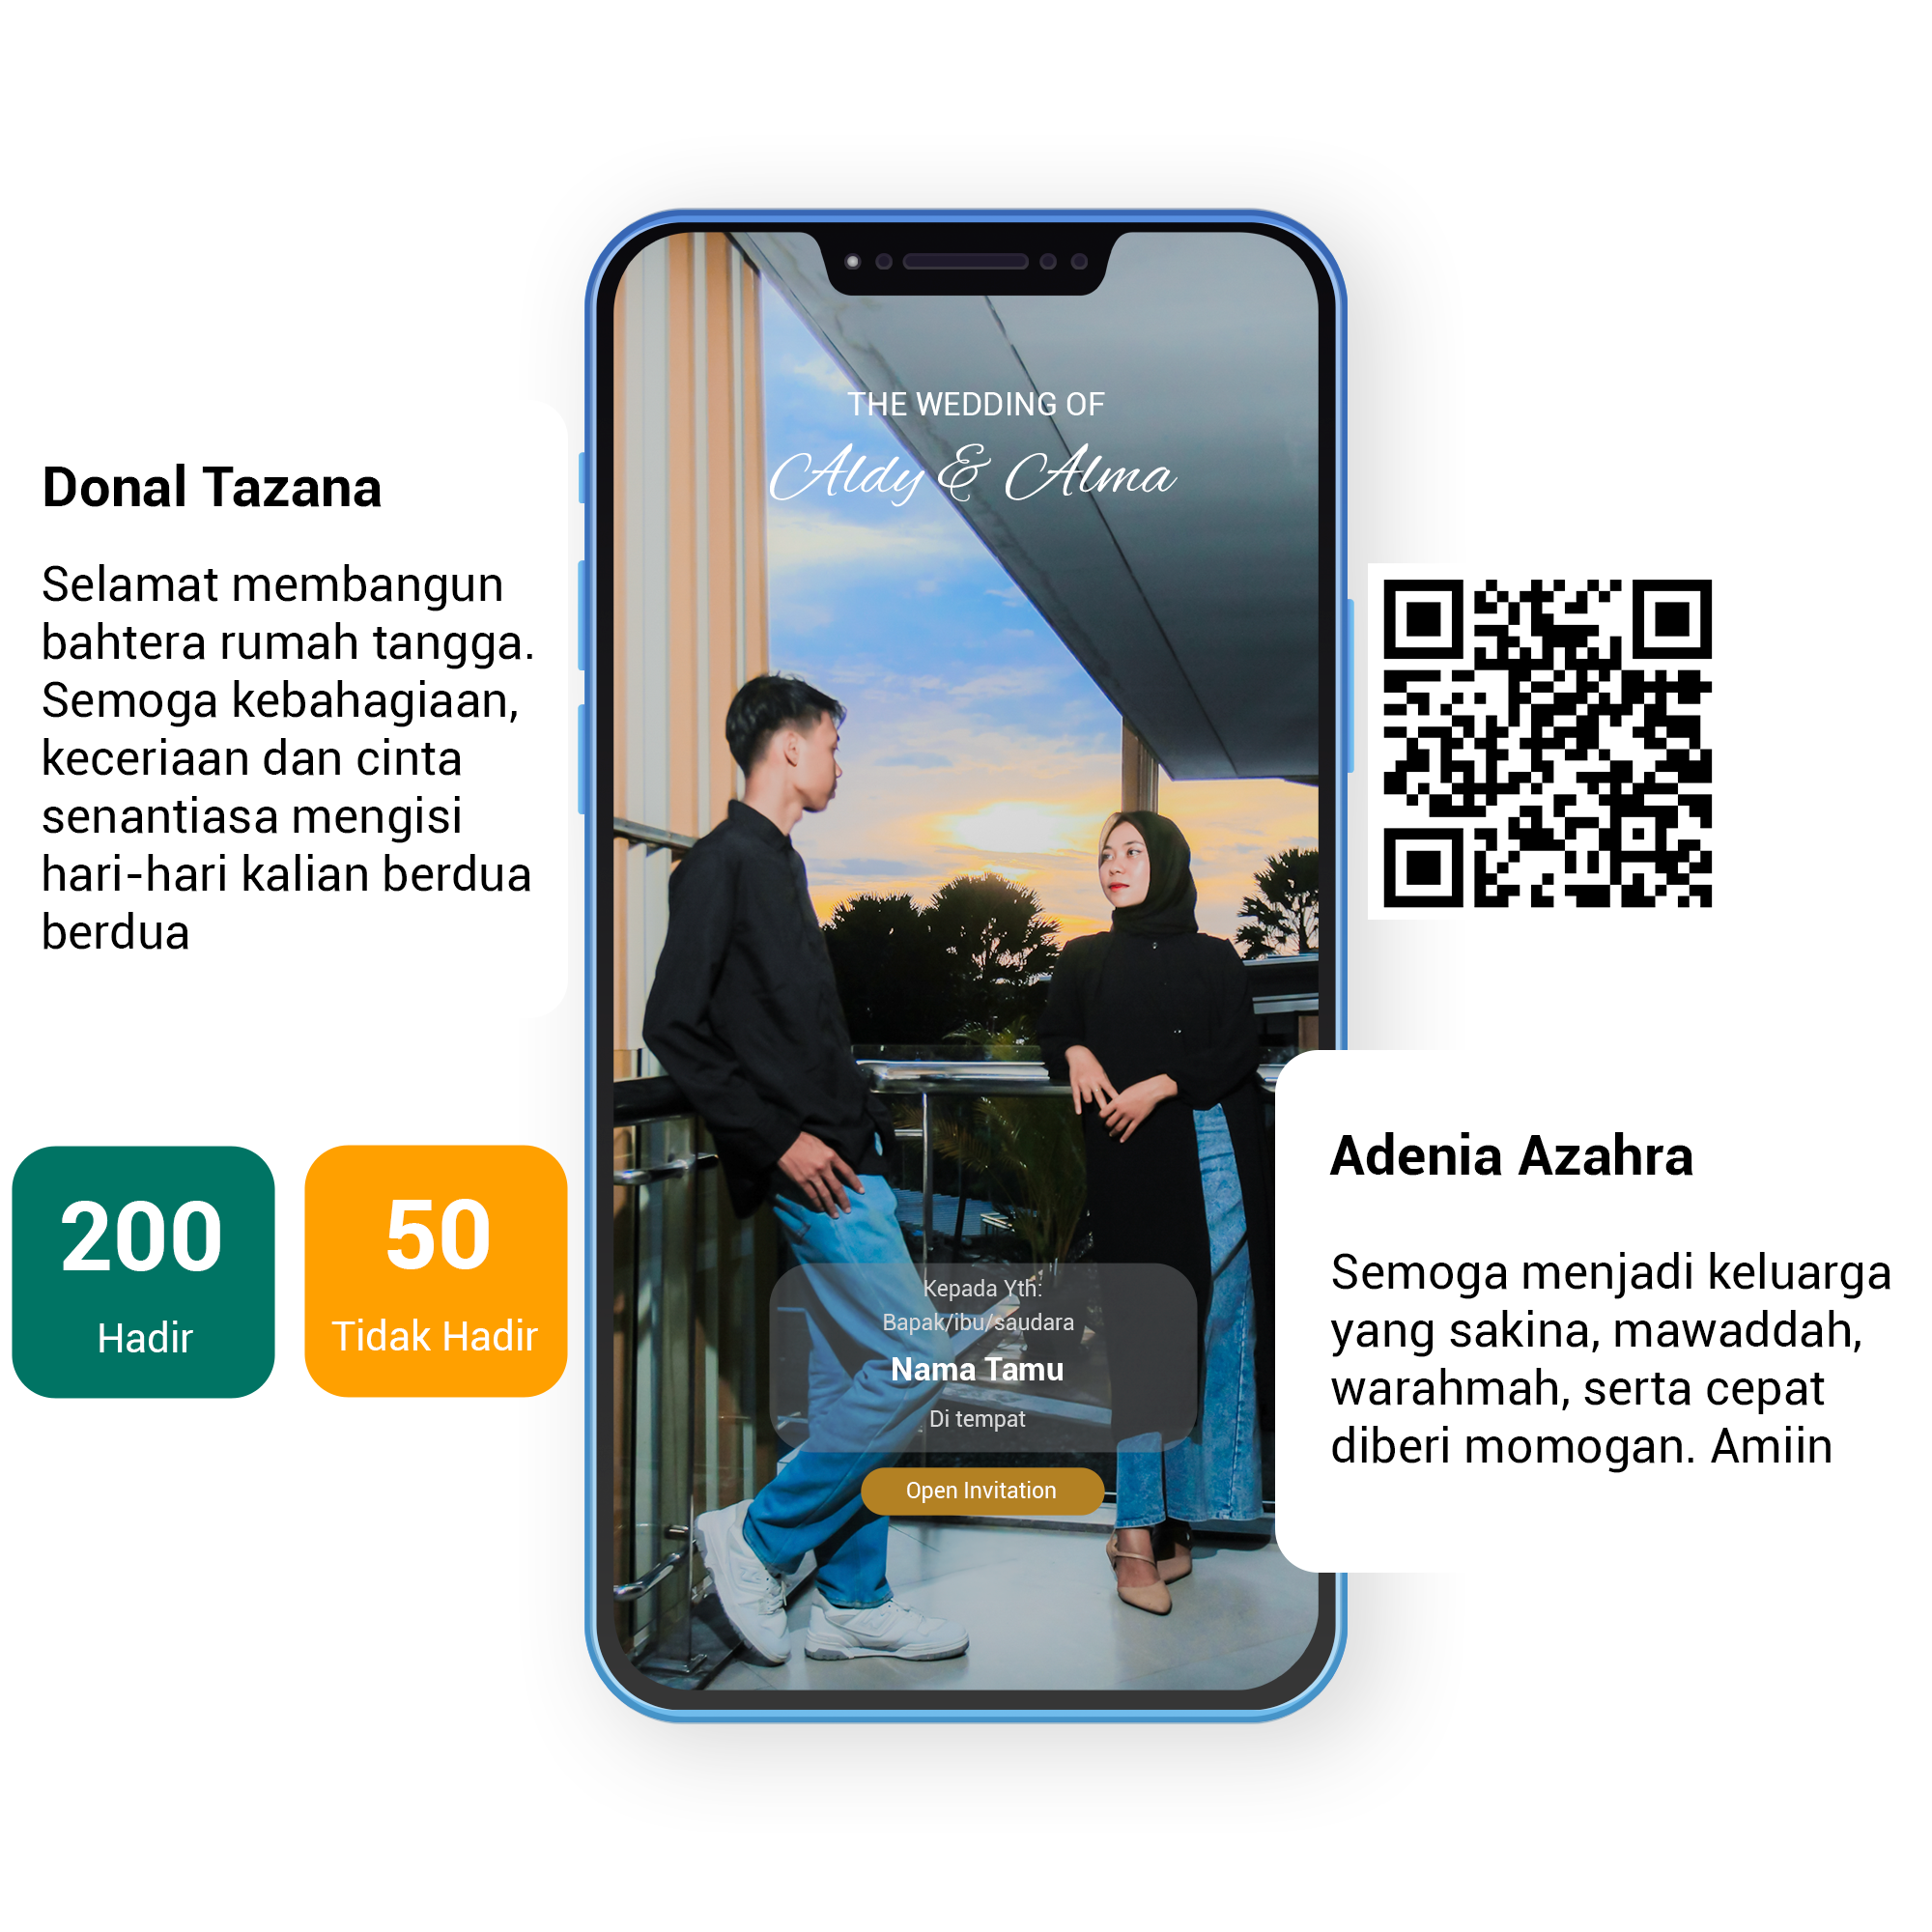 THE WEDDING OF
Aldy & Alma
Donal Tazana
Selamat membangun
bahtera rumah tangga.
Semoga kebahagiaan,
keceriaan dan cinta
senantiasa mengisi
hari-hari kalian berdua
berdua
200
Hadir
50
Tidak Hadir
Kepada Yth:
Bapak/ibu/saudara
Nama Tamu
Di tempat
Open Invitation
Adenia Azahra
Semoga menjadi keluarga
yang sakina, mawaddah,
warahmah, serta cepat
diberi momogan. Amiin